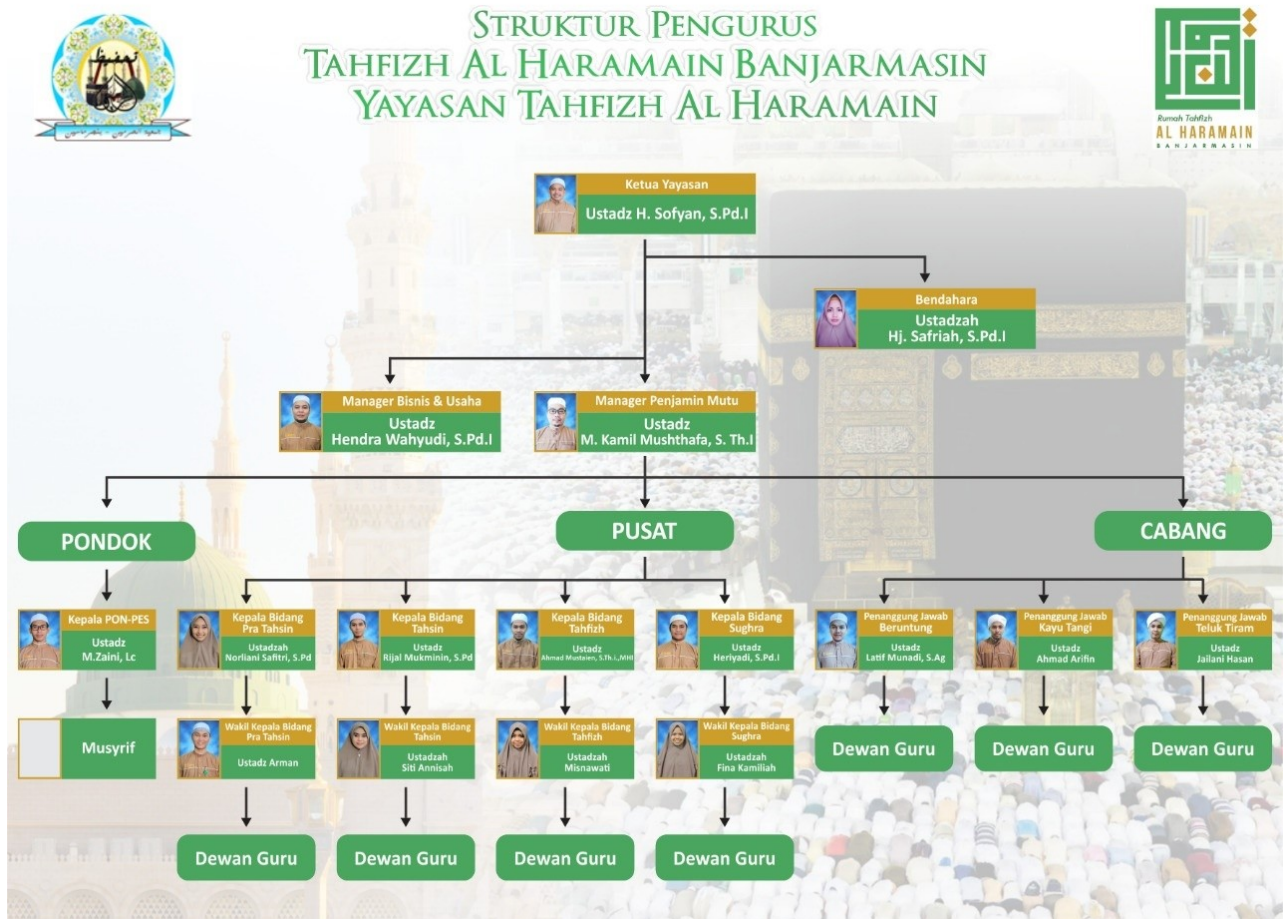 STRUKTUR PENGURUS
TAHFIZH AL HARAMAIN BANJARMASIN
YAYASAN TAHFIZH AL HARAMAIN
تحفيظ
Rumah Tahfizh
AL HARAMAIN
BANJARMASIN
Ketua Yayasan
Ustadz H. Sofyan, S.Pd.I
Bendahara
Ustadzah
Hj. Safriah, S.Pd.I
Manager Bisnis & Usaha
Ustadz
Hendra Wahyudi, S.Pd.I
Manager Penjamin Mutu
Ustadz
M. Kamil Mushthafa, S. Th.I
PONDOK
PUSAT
CABANG
Kepala PON-PES
Ustadz
M.Zaini, Lc
Kepala Bidang
Pra Tahsin
Ustadzah
Norliani Safitri, S.Pd
Kepala Bidang
Tahsin
Ustadz
Rijal Mukminin, S.Pd
Kepala Bidang
Tahfizh
Ustadz
Ahmad Mustaien, S.Th.I.,MHI
Kepala Bidang
Sughra
Ustadz
Heriyadi, S.Pd.I
Penanggung Jawab
Beruntung
Ustadz
Latif Munadi, S.Ag
Penanggung Jawab
Kayu Tangi
Ustadz
Ahmad Arifin
Penanggung Jawab
Teluk Tiram
Ustadz
Jailani Hasan
Musyrif
Wakil Kepala Bidang
Pra Tahsin
Ustadz Arman
Wakil Kepala Bidang
Tahsin
Ustadzah
Siti Annisah
Wakil Kepala Bidang
Tahfizh
Ustadzah
Misnawati
Wakil Kepala Bidang
Sughra
Ustadzah
Fina Kamiliah
Dewan Guru
Dewan Guru
Dewan Guru
Dewan Guru
Dewan Guru
Dewan Guru
Dewan Guru